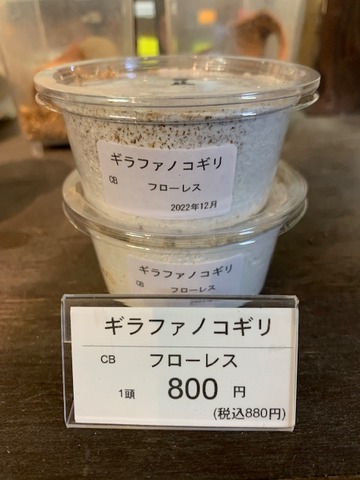 ギラファノコギリ
CB フローレス
2022年12月
ギラファノコギリ
CB フローレス
ギラファノコギリ
CB フローレス
1頭 800 円
(税込880円)